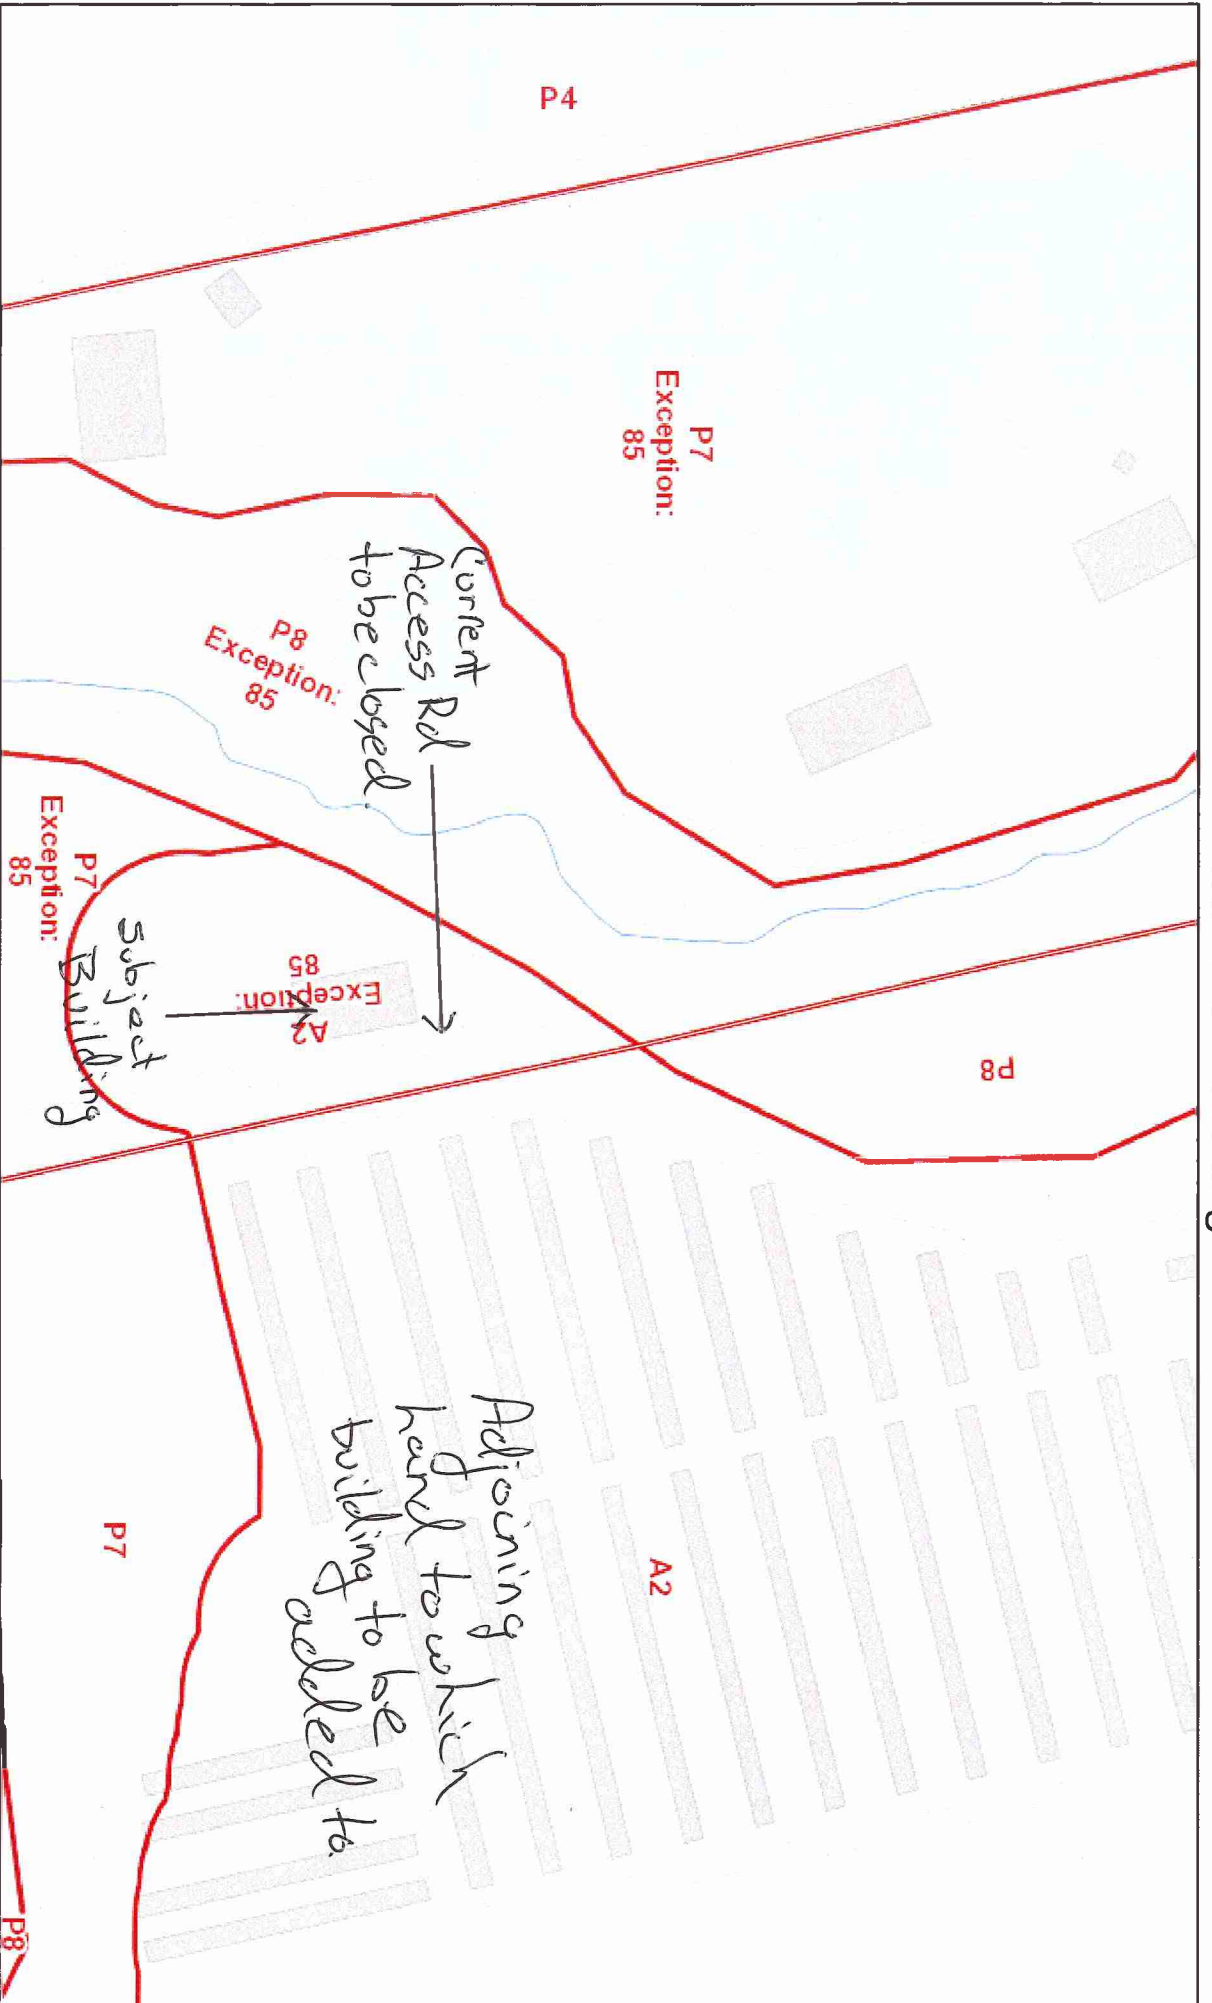 P4
P7
Exception:
85
Current
Access Rd
to be closed.
P8
Exception:
85
P7
Exception:
85
Subject
Building
A2
Exception:
85
P8
Adjoining
Land to which
building to be
added to.
A2
P7
P8